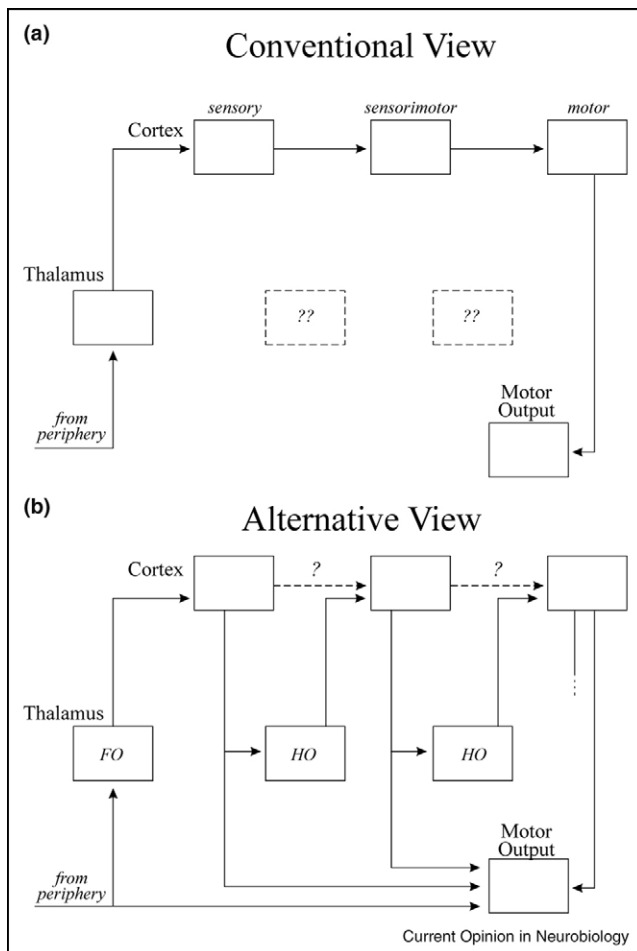 (a)
Conventional View
sensory
sensorimotor
motor
Cortex
Thalamus
??
??
from
periphery
Motor
Output
(b)
Alternative View
Cortex
?
?
Thalamus
FO
HO
HO
from
periphery
Motor
Output
Current Opinion in Neurobiology